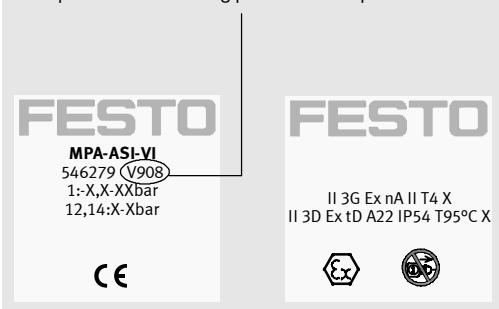 FESTO
MPA-ASI-VI
546279 V908
1:-X,X-XXbar
12,14:X-Xbar
CE
FESTO
II 3G Ex nA II T4 X
II 3D Ex tD A22 IP54 T95°C X
Ex